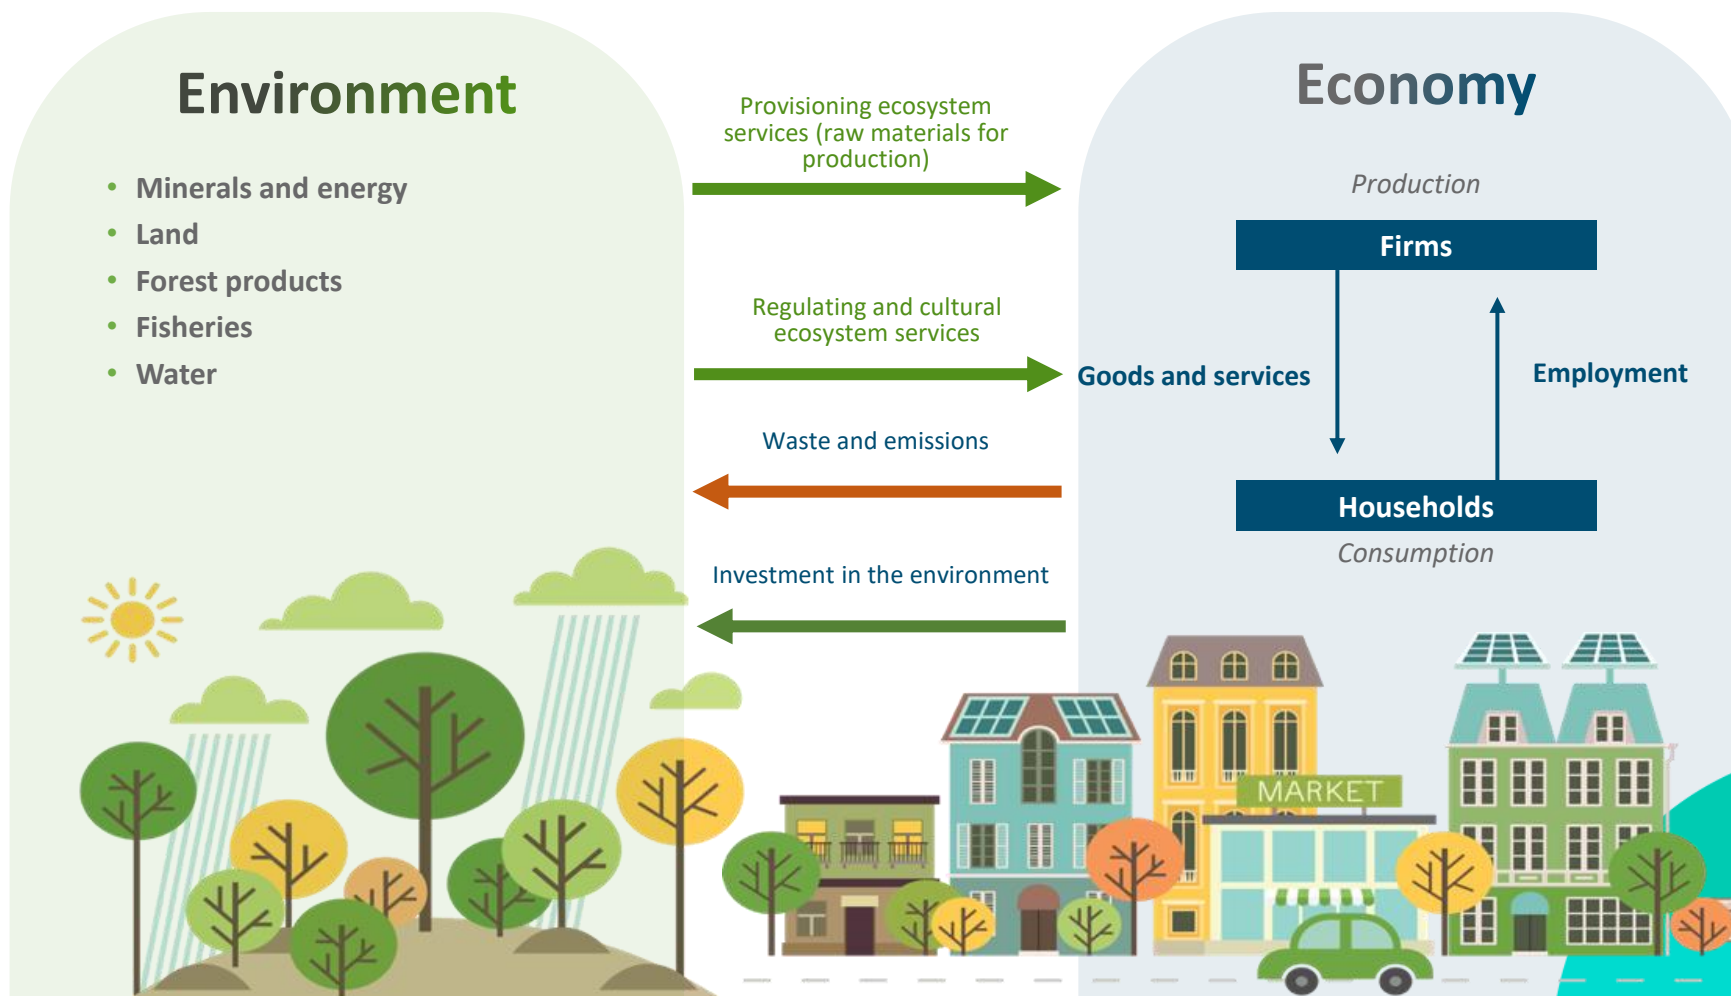 Environment
• Minerals and energy
• Land
• Forest products
• Fisheries
• Water
Provisioning ecosystem
services (raw materials for
production)
Regulating and cultural
ecosystem services
Waste and emissions
Investment in the environment
Economy
Production
Firms
Goods and services
Employment
Households
Consumption
MARKET